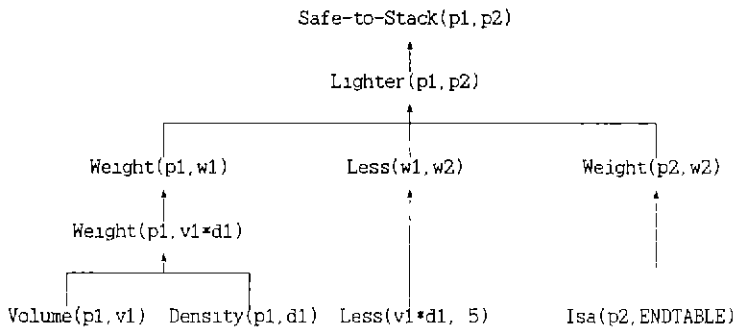 Safe-to-Stack(p1,p2)
Lighter(p1,p2)
Weight(p1,w1) Less(w1,w2) Weight(p2,w2)
Weight(p1,v1*d1)
Volume(p1,v1) Density(p1,d1) Less(v1*d1, 5) Isa(p2,ENDTABLE)